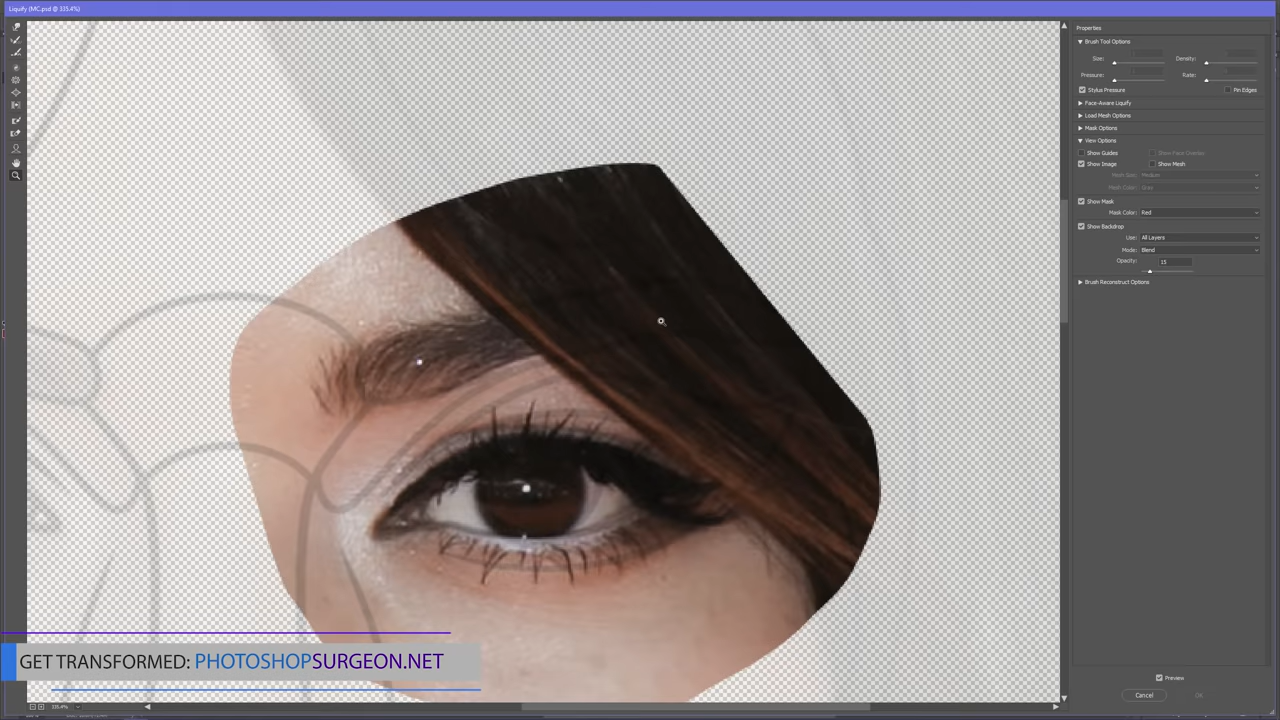 Liquify (MC.psd @ 335.4%)
Properties
Brush Tool Options
Size:
Density:
Pressure:
Rate:
Stylus Pressure
Pin Edges
Face-Aware Liquify
Load Mesh Options
Mask Options
View Options
Show Guides
Show Face Overlay
Show Image
Show Mesh
Mesh Size: Medium
Mesh Color: Gray
Show Mask
Mask Color: Red
Show Backdrop
Use: All Layers
Mode: Blend
Opacity: 15
Brush Reconstruct Options
GET TRANSFORMED: PHOTOSHOPSURGEON.NET
Preview
Cancel
OK
335.4%